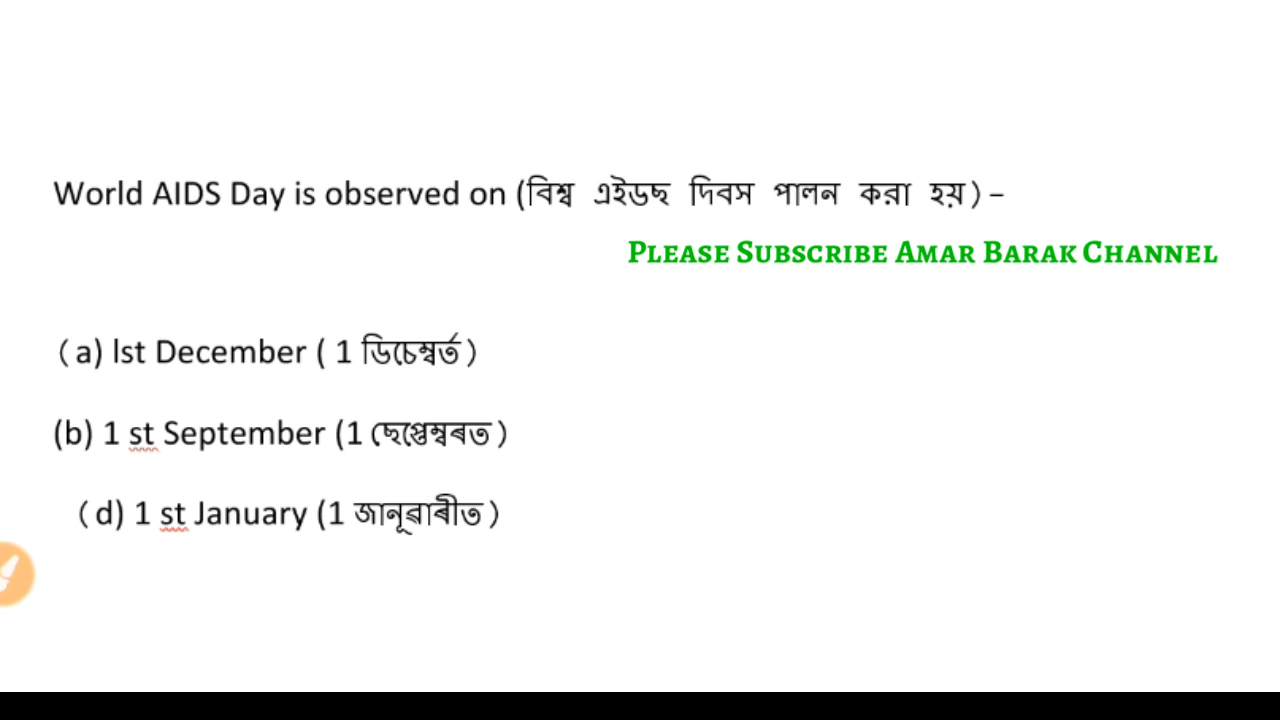 World AIDS Day is observed on (বিশ্ব এইডছ দিবস পালন কৰা হয়) –
PLEASE SUBSCRIBE AMAR BARAK CHANNEL
(a) lst December ( 1 ডিচেম্বৰ্ত)
(b) 1 st September (1 ছেপ্তেম্বৰত)
(d) 1 st January (1 জানূৱাৰীত)